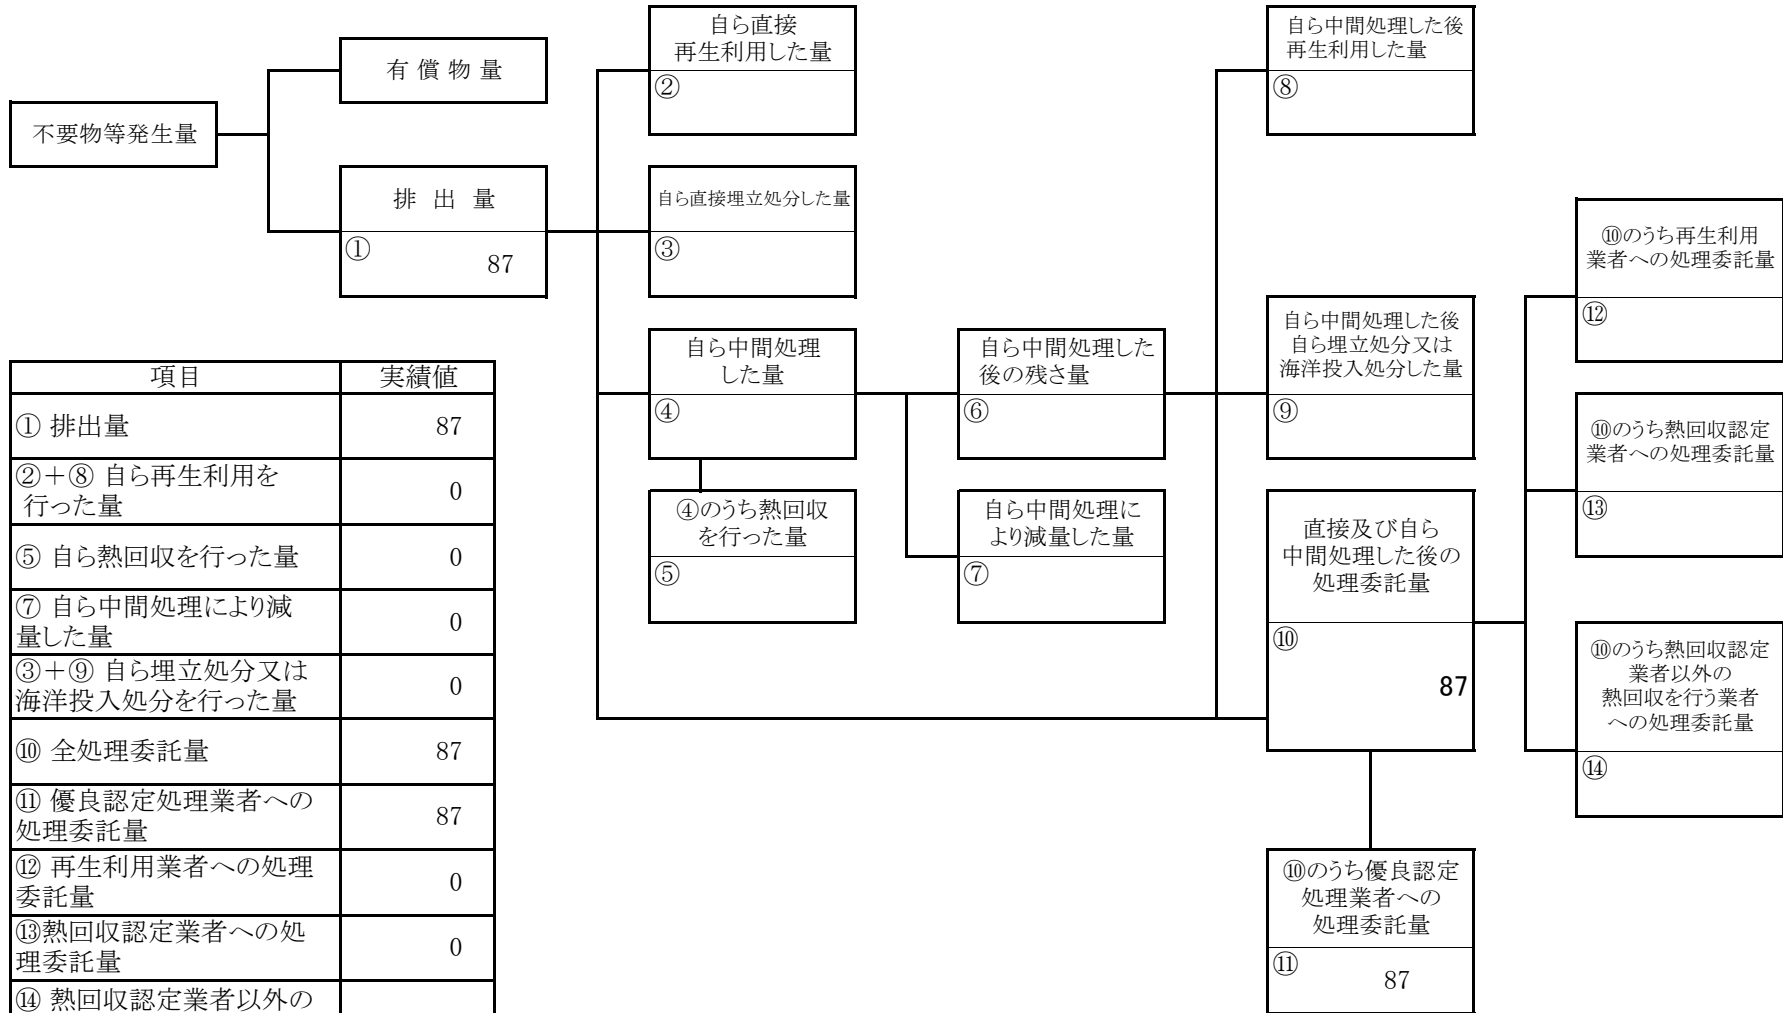 不要物等発生量
有 償 物 量
排 出 量
①
87
自ら直接
再生利用した量
②
自ら直接埋立処分した量
③
自ら中間処理
した量
④
④のうち熱回収
を行った量
⑤
自ら中間処理した
後の残さ量
⑥
自ら中間処理に
より減量した量
⑦
自ら中間処理した後
再生利用した量
⑧
自ら中間処理した後
自ら埋立処分又は
海洋投入処分した量
⑨
直接及び自ら
中間処理した後の
処理委託量
⑩
87
⑩のうち優良認定
処理業者への
処理委託量
⑪
87
⑩のうち再生利用
業者への処理委託量
⑫
⑩のうち熱回収認定
業者への処理委託量
⑬
⑩のうち熱回収認定
業者以外の
熱回収を行う業者
への処理委託量
⑭
項目 実績値
① 排出量 87
②+⑧ 自ら再生利用を
行った量 0
⑤ 自ら熱回収を行った量 0
⑦ 自ら中間処理により減
量した量 0
③+⑨ 自ら埋立処分又は
海洋投入処分を行った量 0
⑩ 全処理委託量 87
⑪ 優良認定処理業者への
処理委託量 87
⑫ 再生利用業者への処理
委託量 0
⑬熱回収認定業者への処
理委託量 0
⑭ 熱回収認定業者以外の